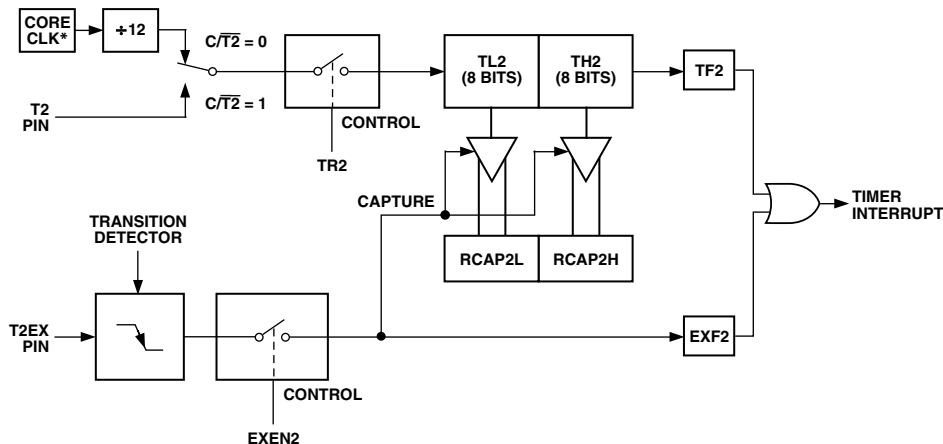 CORE
CLK*
÷12
C/T2 = 0
C/T2 = 1
T2
PIN
CONTROL
TR2
TL2
(8 BITS)
TH2
(8 BITS)
TF2
CAPTURE
TRANSITION
DETECTOR
RCAP2L
RCAP2H
TIMER
INTERRUPT
T2EX
PIN
CONTROL
EXEN2
EXF2